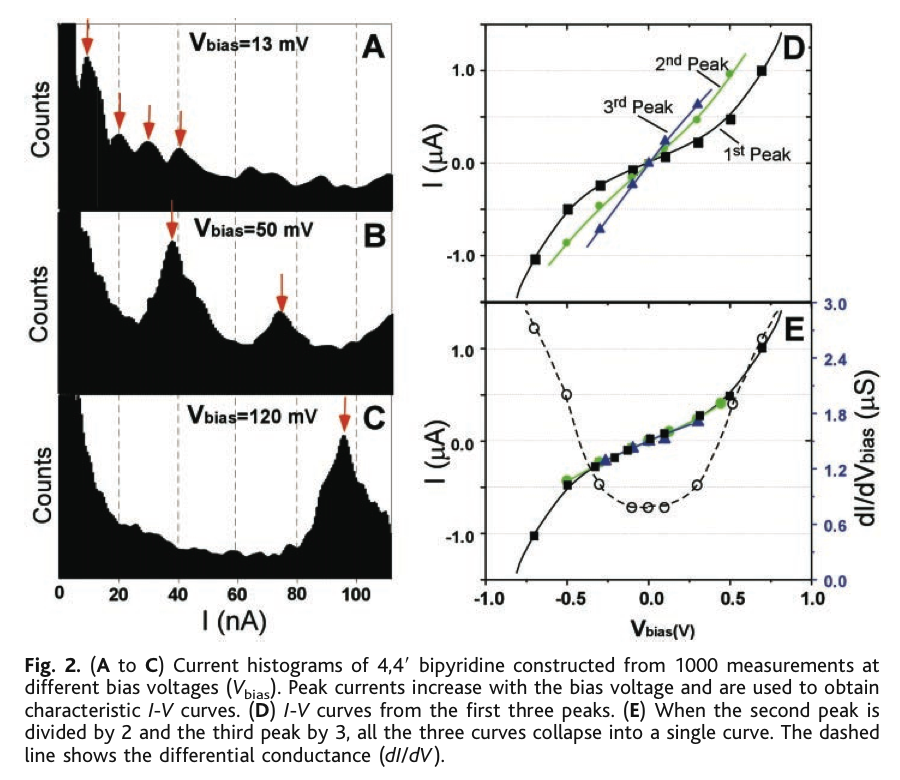 Vbias=13 mV
A
Counts
Vbias=50 mV
B
Counts
Vbias=120 mV
C
Counts
0 20 40 60 80 100
I (nA)
D
2nd Peak
3rd Peak
1st Peak
1.0
0.0
-1.0
I (μA)
E
1.0
0.0
-1.0
I (μA)
3.0
2.4
1.8
1.2
0.6
0.0
dI/dVbias (μS)
-1.0 -0.5 0.0 0.5 1.0
Vbias(V)
Fig. 2. (A to C) Current histograms of 4,4′ bipyridine constructed from 1000 measurements at
different bias voltages (Vbias). Peak currents increase with the bias voltage and are used to obtain
characteristic I-V curves. (D) I-V curves from the first three peaks. (E) When the second peak is
divided by 2 and the third peak by 3, all the three curves collapse into a single curve. The dashed
line shows the differential conductance (dI/dV).